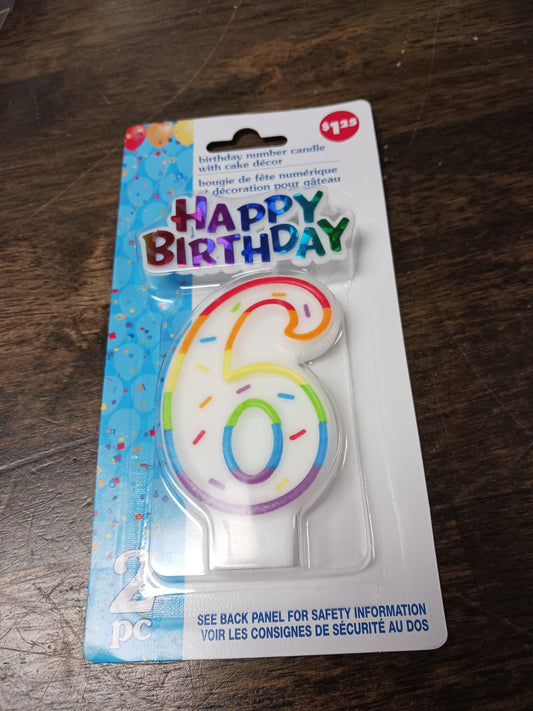 $1.25
birthday number candle
with cake décor
bougie de fête numérique
et décoration pour gâteau
HAPPY
BIRTHDAY
6
2
pc
SEE BACK PANEL FOR SAFETY INFORMATION
VOIR LES CONSIGNES DE SÉCURITÉ AU DOS